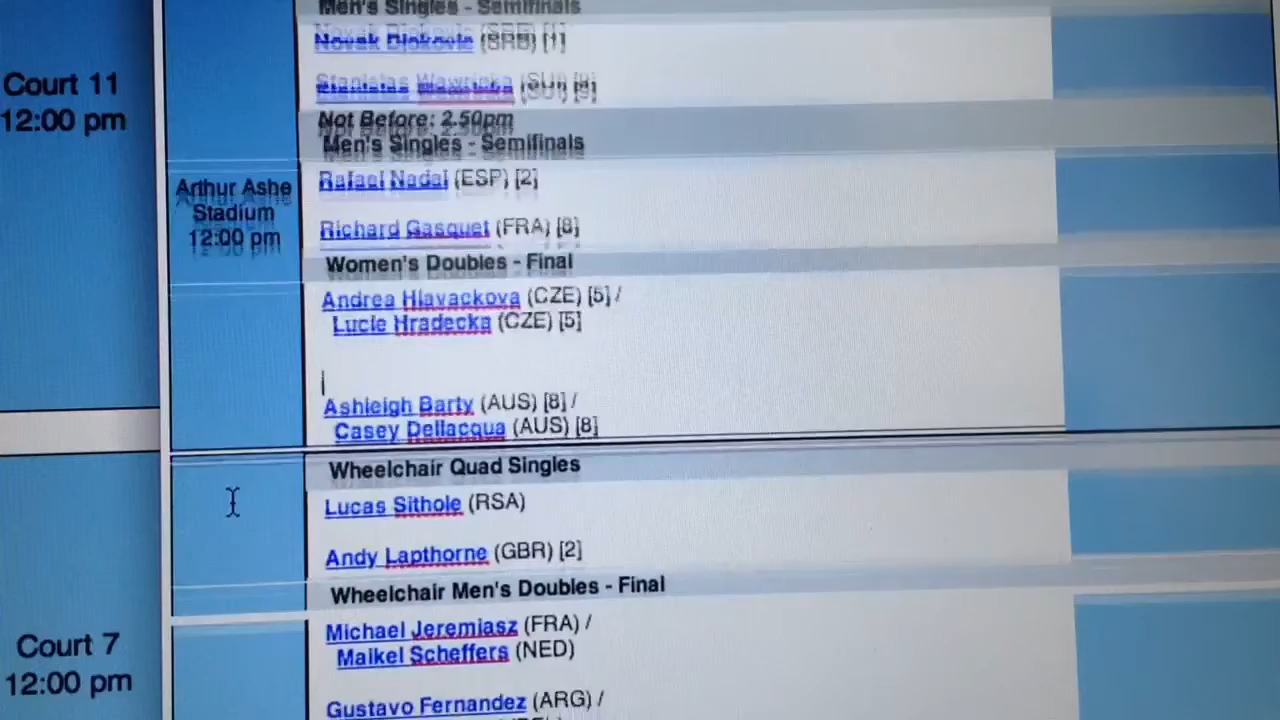 Men's Singles - Semifinals
Novak Djokovic (SRB) [1]
Stanislas Wawrinka (SUI) [9]
Court 11
12:00 pm
Not Before: 2.50pm
Men's Singles - Semifinals
Rafael Nadal (ESP) [2]
Richard Gasquet (FRA) [8]
Arthur Ashe
Stadium
12:00 pm
Women's Doubles - Final
Andrea Hlavackova (CZE) [5] /
Lucie Hradecka (CZE) [5]
Ashleigh Barty (AUS) [8] /
Casey Dellacqua (AUS) [8]
Wheelchair Quad Singles
Lucas Sithole (RSA)
Andy Lapthorne (GBR) [2]
Wheelchair Men's Doubles - Final
Michael Jeremiasz (FRA) /
Maikel Scheffers (NED)
Court 7
12:00 pm
Gustavo Fernandez (ARG) /